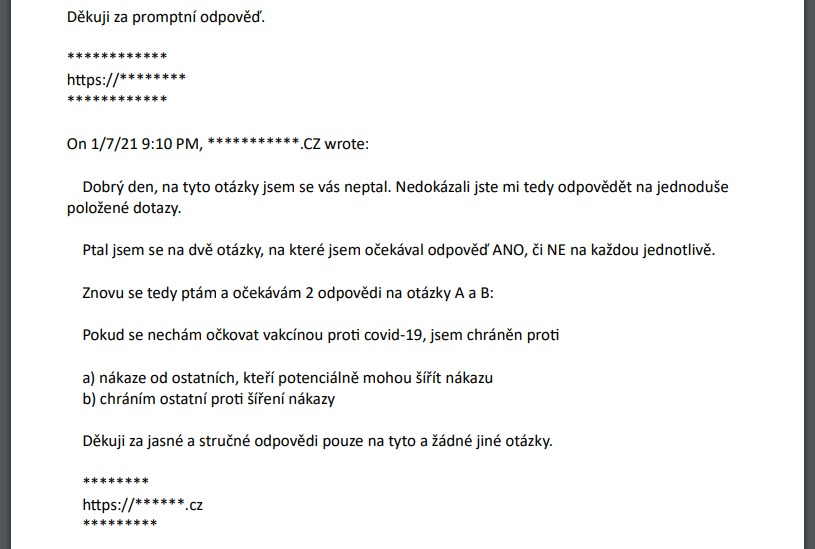 Děkuji za promptní odpověď.
************
https://********
************
On 1/7/21 9:10 PM, ***********.CZ wrote:
Dobrý den, na tyto otázky jsem se vás neptal. Nedokázali jste mi tedy odpovědět na jednoduše
položené dotazy.
Ptal jsem se na dvě otázky, na které jsem očekával odpověď ANO, či NE na každou jednotlivě.
Znovu se tedy ptám a očekávám 2 odpovědi na otázky A a B:
Pokud se nechám očkovat vakcínou proti covid-19, jsem chráněn proti
a) nákaze od ostatních, kteří potenciálně mohou šířít nákazu
b) chráním ostatní proti šíření nákazy
Děkuji za jasné a stručné odpovědi pouze na tyto a žádné jiné otázky.
********
https://******.cz
*********